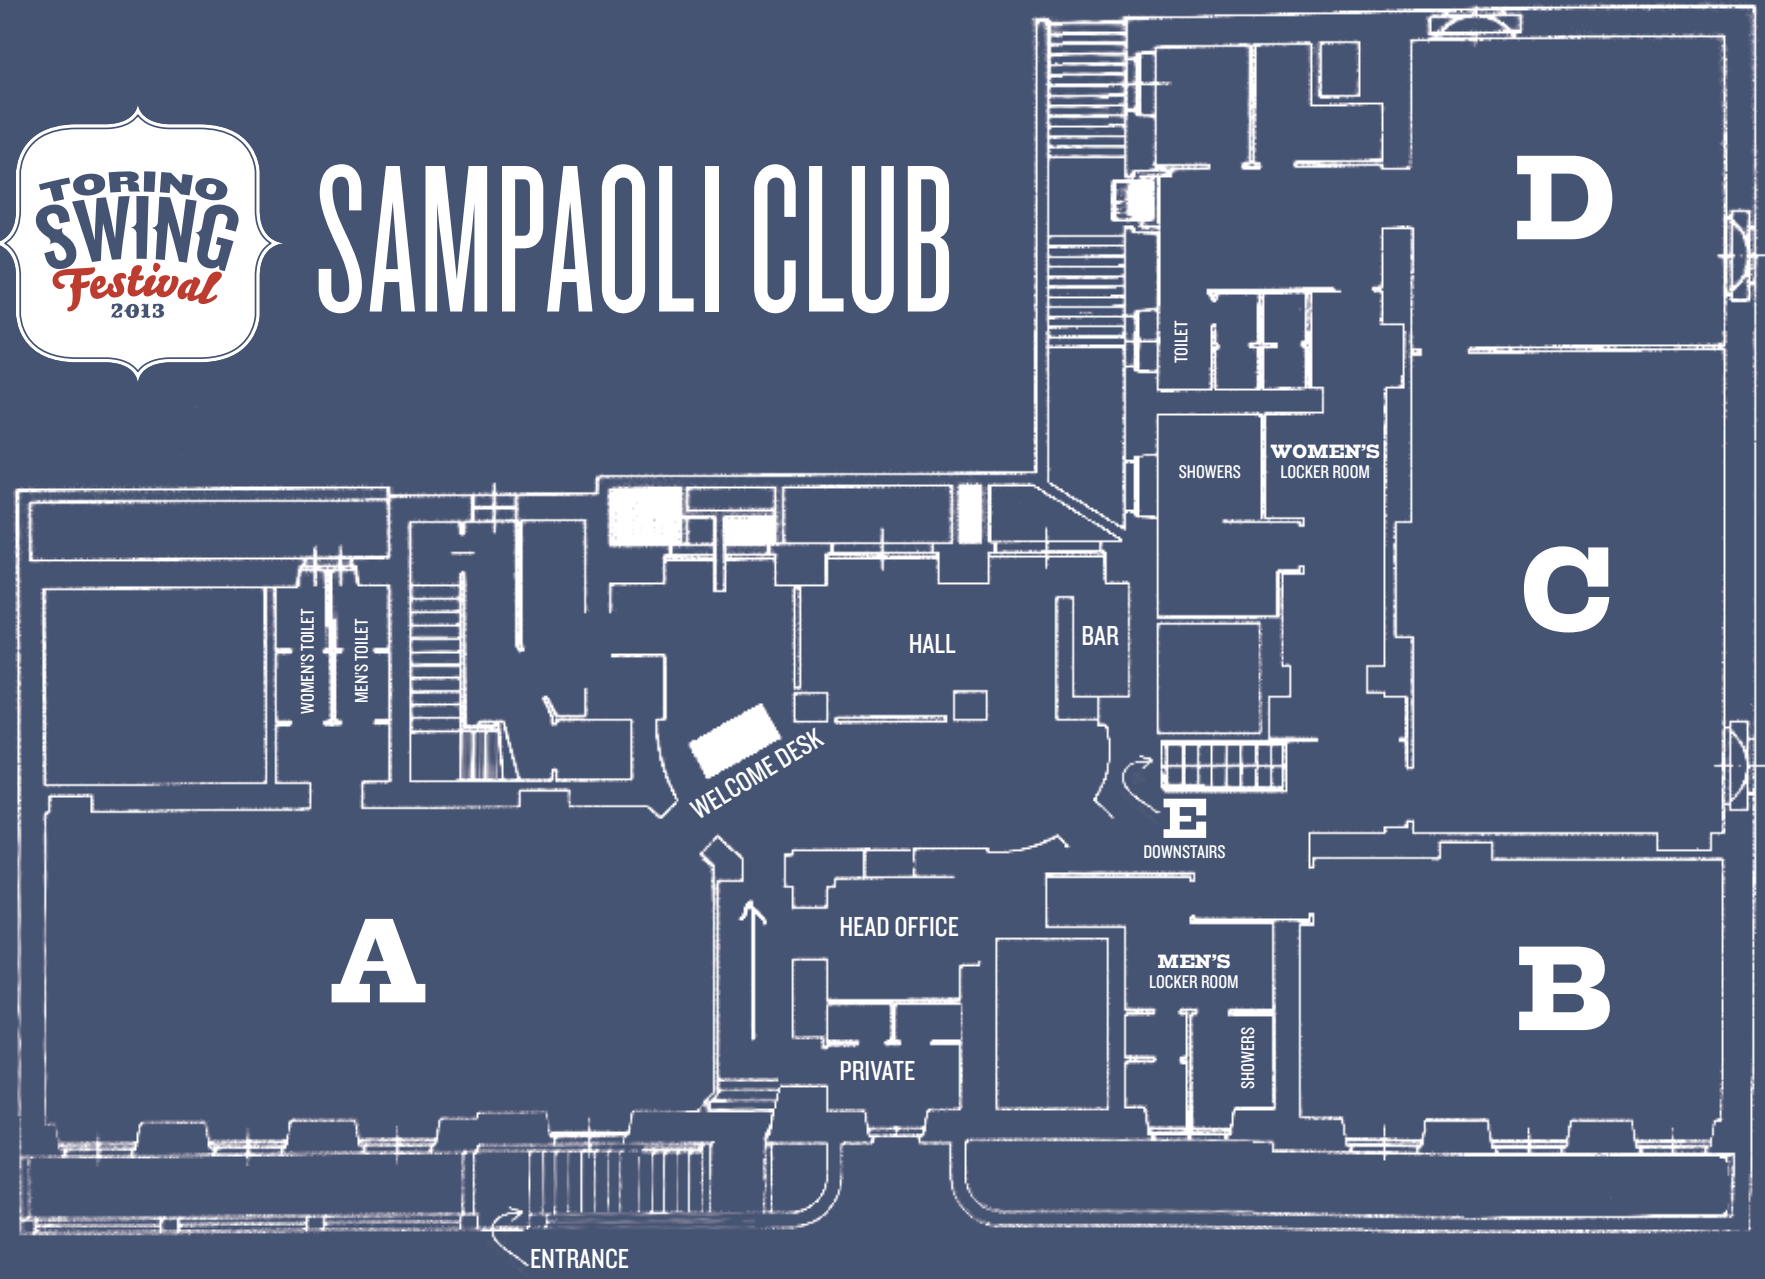 TORINO
SWING
Festival
2013
SAMPAOLI CLUB
D
TOILET
WOMEN'S
LOCKER ROOM
SHOWERS
C
WOMEN'S TOILET
MEN'S TOILET
HALL
BAR
WELCOME DESK
E
DOWNSTAIRS
A
HEAD OFFICE
MEN'S
LOCKER ROOM
B
SHOWERS
PRIVATE
ENTRANCE